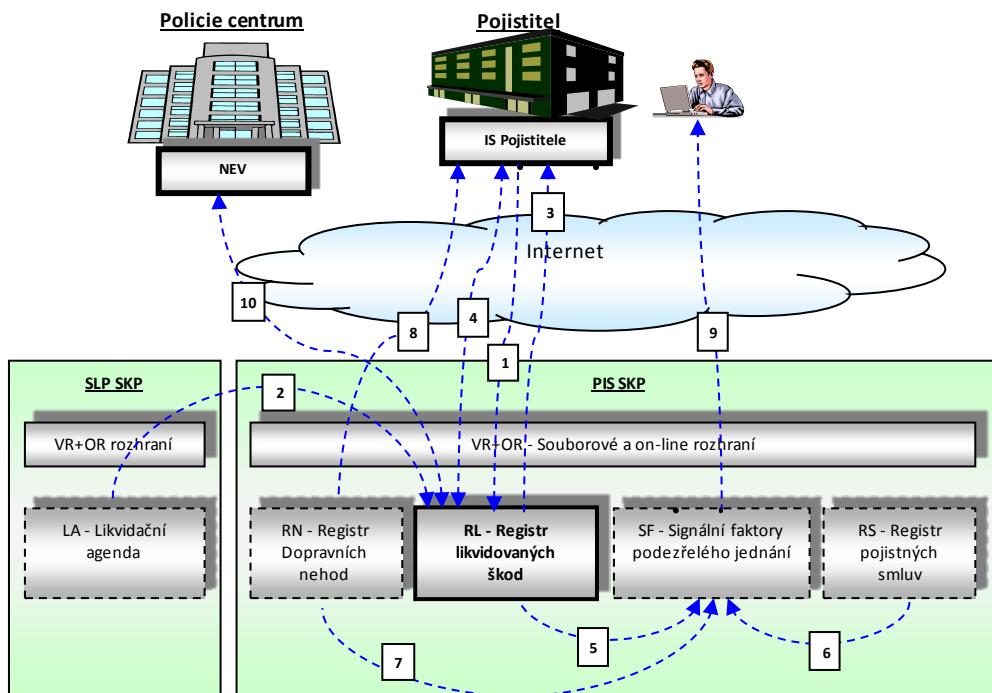 Policie centrum
Pojistitel
IS Pojistitele
NEV
3
Internet
10
8
4
1
9
SLP SKP
PIS SKP
2
VR+OR rozhraní
VR+OR - Souborové a on-line rozhraní
LA - Likvidační
agenda
RN - Registr
Dopravních
nehod
RL - Registr
likvidovaných
škod
SF - Signální faktory
podezřelého jednání
RS - Registr
pojistných
smluv
7
5
6